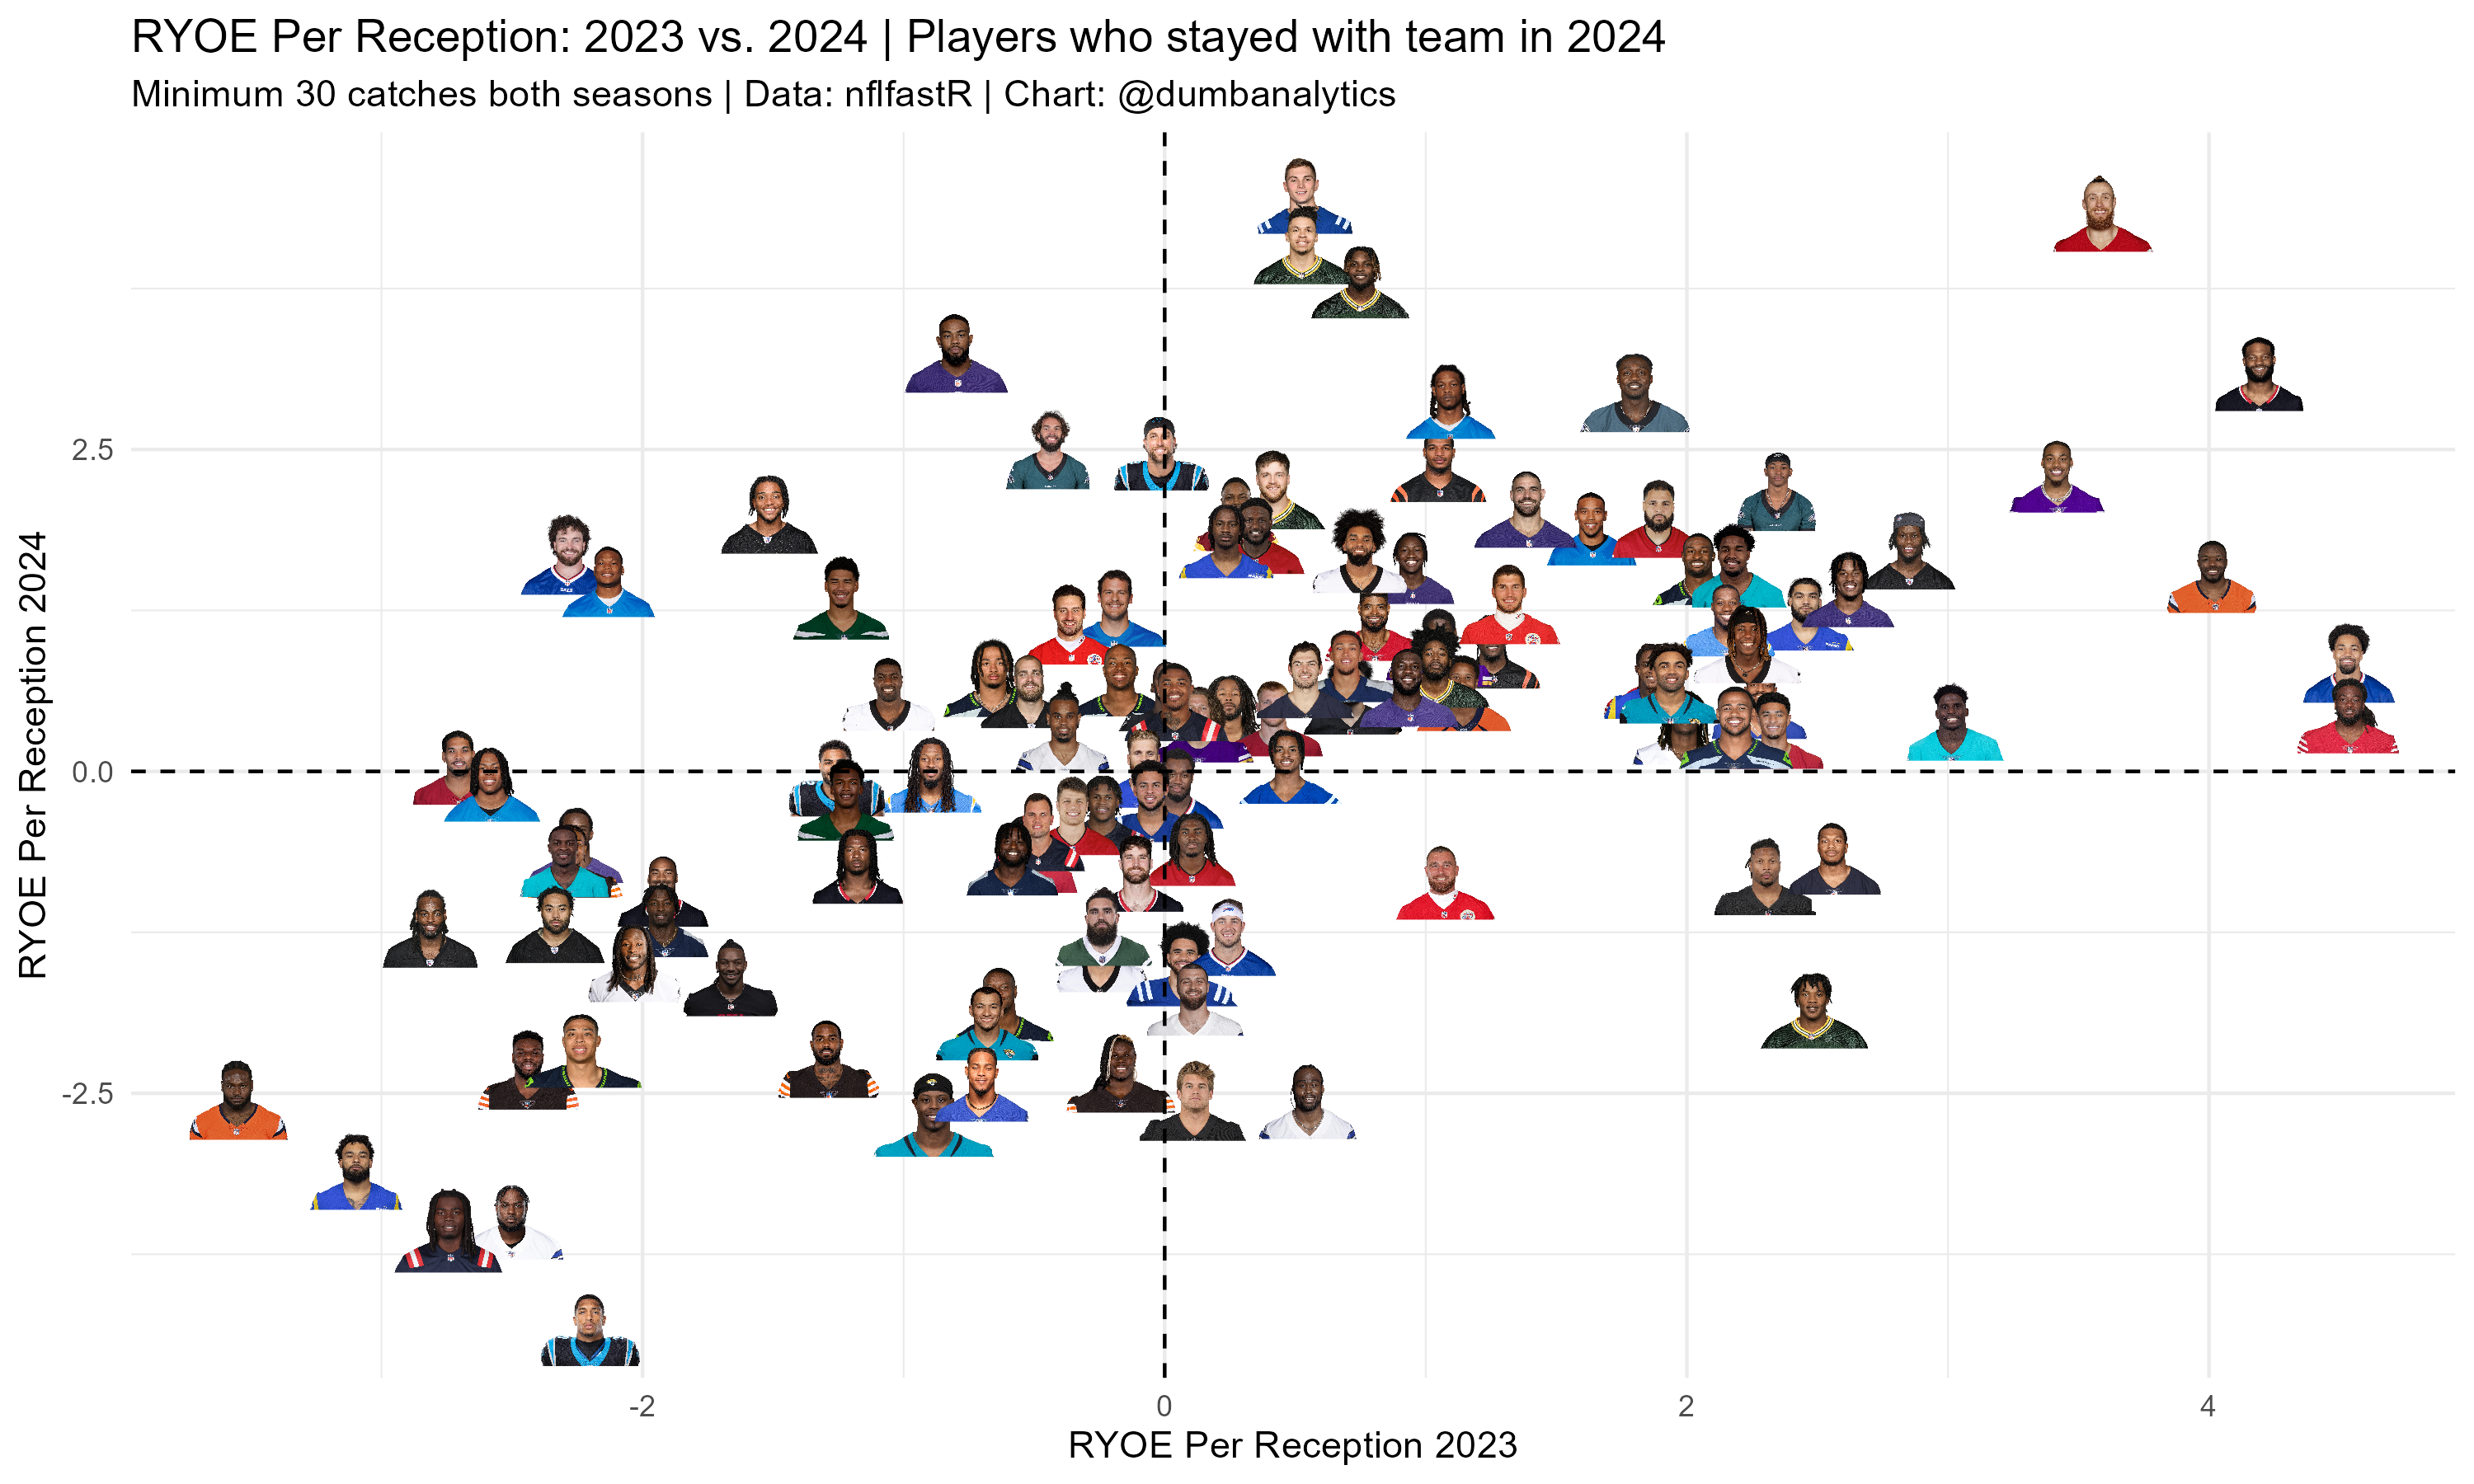 RYOE Per Reception: 2023 vs. 2024 | Players who stayed with team in 2024
Minimum 30 catches both seasons | Data: nflfastR | Chart: @dumbanalytics
RYOE Per Reception 2024
2.5
0.0
-2.5
-2
0
2
4
RYOE Per Reception 2023